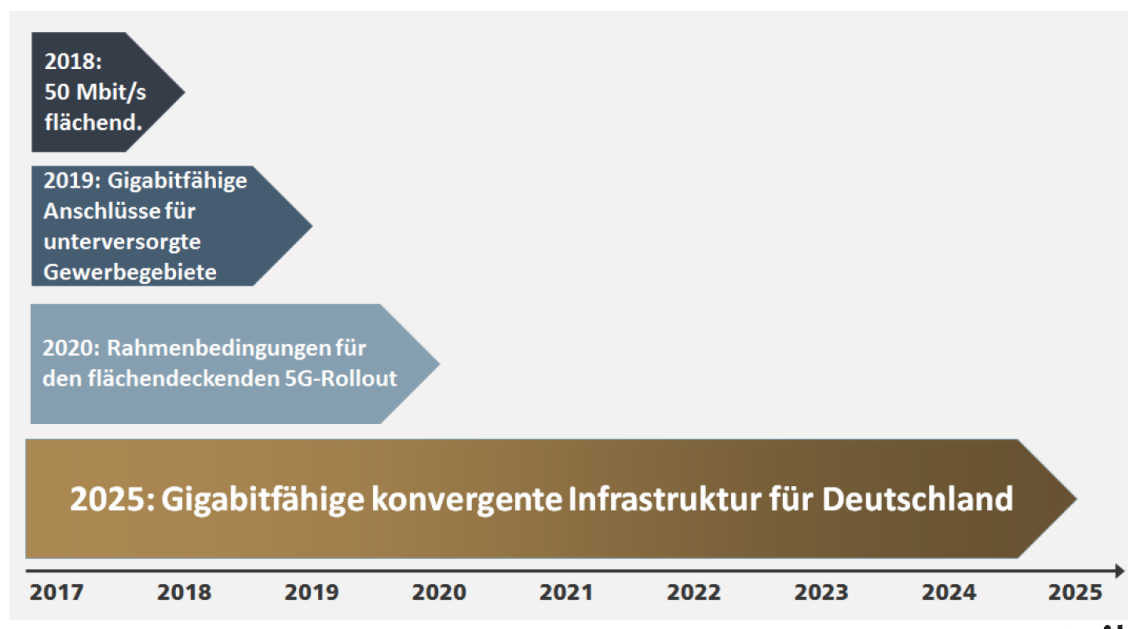 2018:
50 Mbit/s
flächend.
2019: Gigabitfähige
Anschlüsse für
unterversorgte
Gewerbegebiete
2020: Rahmenbedingungen für
den flächendeckenden 5G-Rollout
2025: Gigabitfähige konvergente Infrastruktur für Deutschland
2017 2018 2019 2020 2021 2022 2023 2024 2025